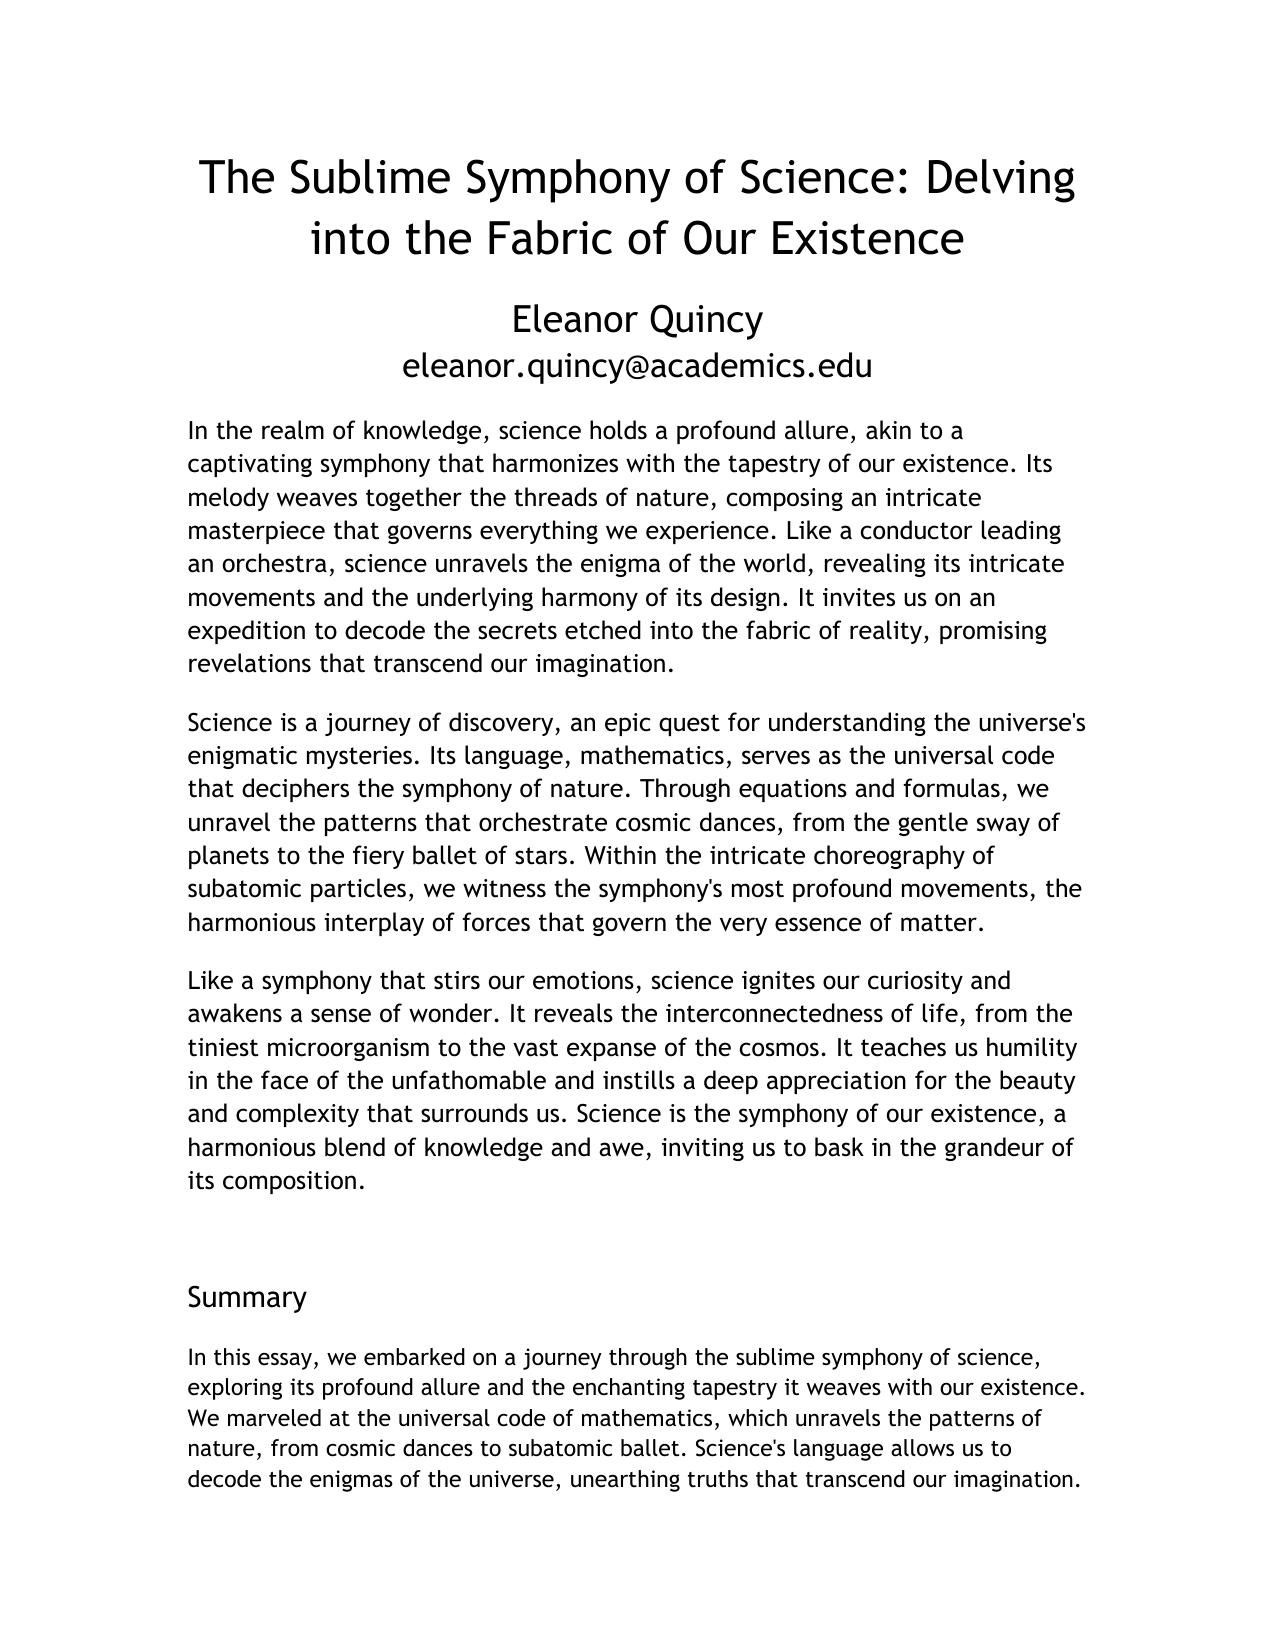 The Sublime Symphony of Science: Delving
into the Fabric of Our Existence
Eleanor Quincy
eleanor.quincy@academics.edu
In the realm of knowledge, science holds a profound allure, akin to a
captivating symphony that harmonizes with the tapestry of our existence. Its
melody weaves together the threads of nature, composing an intricate
masterpiece that governs everything we experience. Like a conductor leading
an orchestra, science unravels the enigma of the world, revealing its intricate
movements and the underlying harmony of its design. It invites us on an
expedition to decode the secrets etched into the fabric of reality, promising
revelations that transcend our imagination.
Science is a journey of discovery, an epic quest for understanding the universe's
enigmatic mysteries. Its language, mathematics, serves as the universal code
that deciphers the symphony of nature. Through equations and formulas, we
unravel the patterns that orchestrate cosmic dances, from the gentle sway of
planets to the fiery ballet of stars. Within the intricate choreography of
subatomic particles, we witness the symphony's most profound movements, the
harmonious interplay of forces that govern the very essence of matter.
Like a symphony that stirs our emotions, science ignites our curiosity and
awakens a sense of wonder. It reveals the interconnectedness of life, from the
tiniest microorganism to the vast expanse of the cosmos. It teaches us humility
in the face of the unfathomable and instills a deep appreciation for the beauty
and complexity that surrounds us. Science is the symphony of our existence, a
harmonious blend of knowledge and awe, inviting us to bask in the grandeur of
its composition.
Summary
In this essay, we embarked on a journey through the sublime symphony of science,
exploring its profound allure and the enchanting tapestry it weaves with our existence.
We marveled at the universal code of mathematics, which unravels the patterns of
nature, from cosmic dances to subatomic ballet. Science's language allows us to
decode the enigmas of the universe, unearthing truths that transcend our imagination.